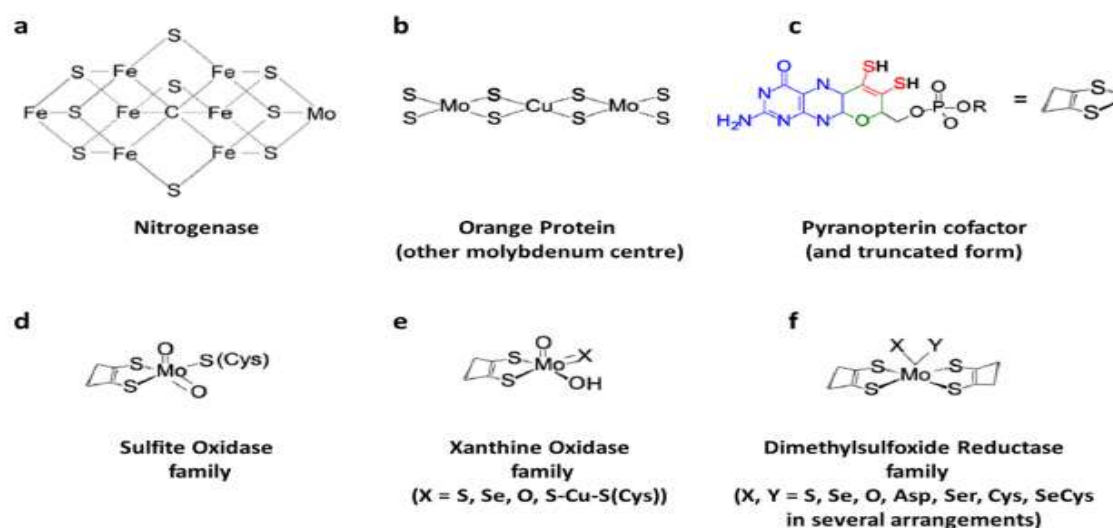 a
S
S Fe Fe S
S
Fe S Fe C Fe S Mo
S Fe Fe S
S
Nitrogenase
b
S S S S
Mo Cu Mo
S S S S
Orange Protein
(other molybdenum centre)
c
O SH
HN N SH
H₂N N N O O P O OR
O
= S
S
Pyranopterin cofactor
(and truncated form)
d
O
S Mo S(Cys)
S O
Sulfite Oxidase
family
e
O
S Mo X
S OH
Xanthine Oxidase
family
(X = S, Se, O, S-Cu-S(Cys))
f
X Y
S Mo S
S S
Dimethylsulfoxide Reductase
family
(X, Y = S, Se, O, Asp, Ser, Cys, SeCys
in several arrangements)